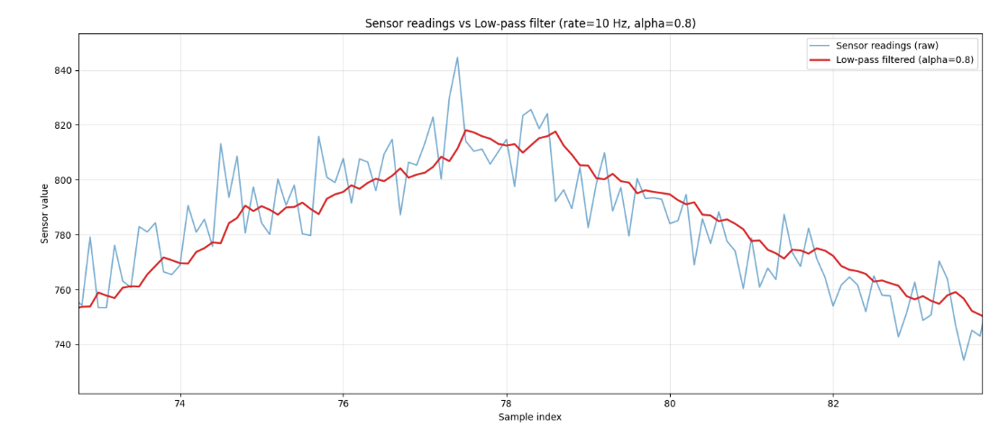 Sensor readings vs Low-pass filter (rate=10 Hz, alpha=0.8)
Sensor readings (raw)
Low-pass filtered (alpha=0.8)
840
820
800
780
760
740
Sensor value
74
76
78
80
82
Sample index